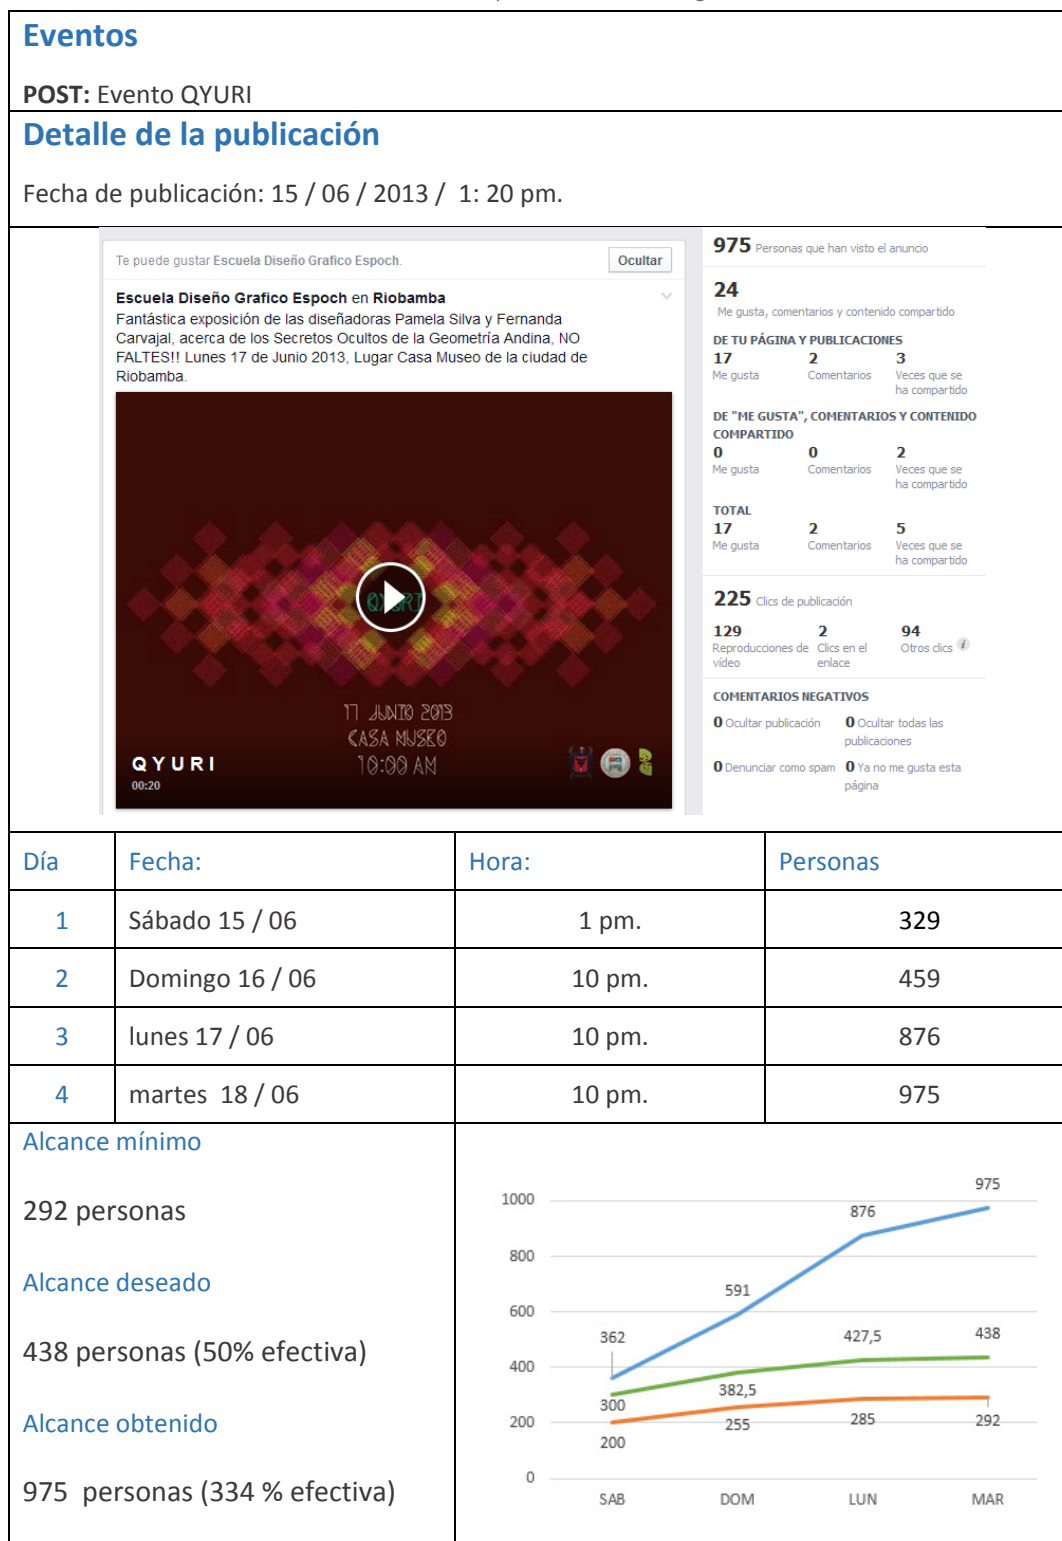 Eventos
POST: Evento QYURI
Detalle de la publicación
Fecha de publicación: 15 / 06 / 2013 /  1: 20 pm.
Te puede gustar Escuela Diseño Grafico Espoch.
Ocultar
Escuela Diseño Grafico Espoch en Riobamba
Fantástica exposición de las diseñadoras Pamela Silva y Fernanda
Carvajal, acerca de los Secretos Ocultos de la Geometría Andina, NO
FALTES!! Lunes 17 de Junio 2013, Lugar Casa Museo de la ciudad de
Riobamba.
QYURI
17 JUNIO 2013
CASA MUSEO
10:00 AM
QYURI
00:20
975 Personas que han visto el anuncio
24
Me gusta, comentarios y contenido compartido
DE TU PÁGINA Y PUBLICACIONES
17 2 3
Me gusta Comentarios Veces que se
ha compartido
DE "ME GUSTA", COMENTARIOS Y CONTENIDO
COMPARTIDO
0 0 2
Me gusta Comentarios Veces que se
ha compartido
TOTAL
17 2 5
Me gusta Comentarios Veces que se
ha compartido
225 Clics de publicación
129 2 94
Reproducciones de Clics en el Otros clics i
vídeo enlace
COMENTARIOS NEGATIVOS
0 Ocultar publicación 0 Ocultar todas las
publicaciones
0 Denunciar como spam 0 Ya no me gusta esta
página
Día Fecha: Hora: Personas
1 Sábado 15 / 06 1 pm. 329
2 Domingo 16 / 06 10 pm. 459
3 lunes 17 / 06 10 pm. 876
4 martes  18 / 06 10 pm. 975
Alcance mínimo
292 personas
Alcance deseado
438 personas (50% efectiva)
Alcance obtenido
975  personas (334 % efectiva)
1000
800
600
400
200
0
975
876
591
362
427,5
438
382,5
300
255
285
292
200
SAB DOM LUN MAR